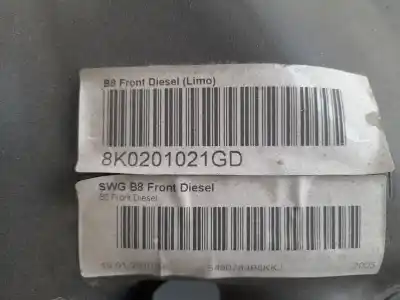 B8 Front Diesel (Limo)
8K0201021GD
SWG B8 Front Diesel
B8 Front Diesel